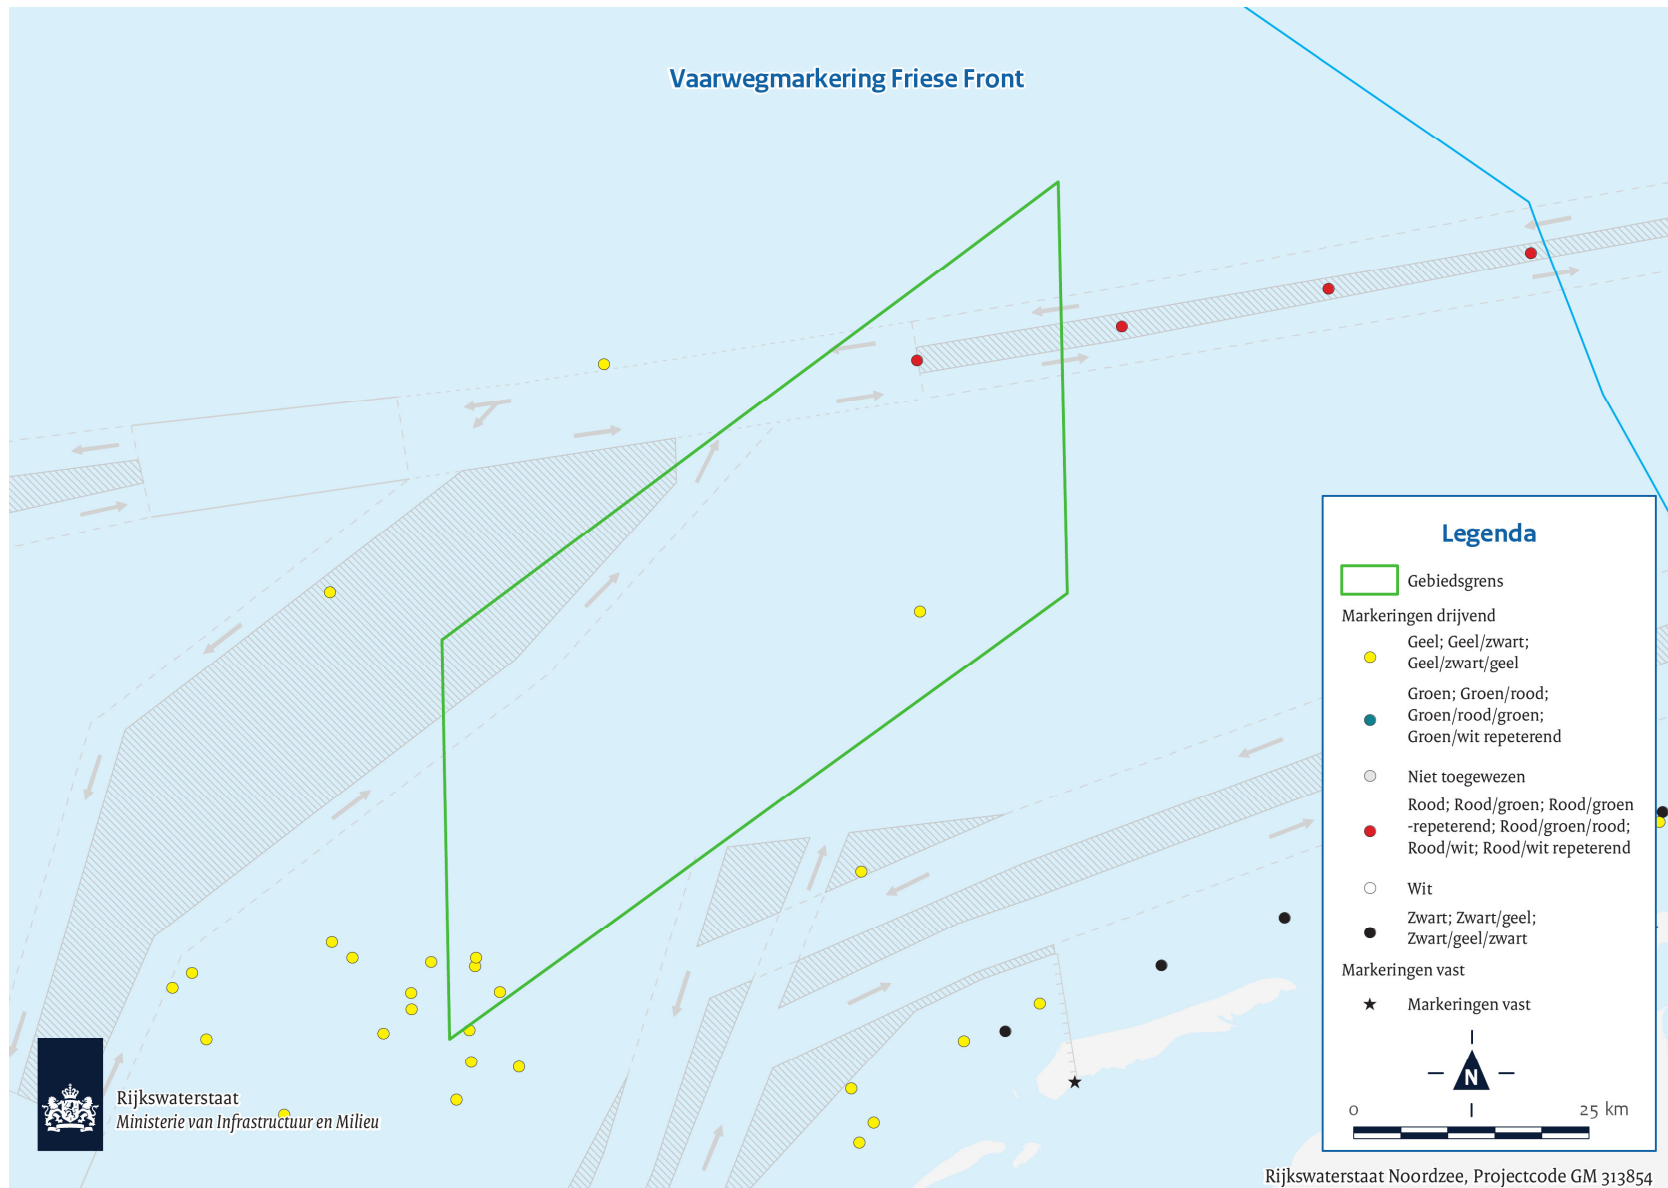 Vaarwegmarkering Friese Front
Legenda
Gebiedsgrens
Markeringen drijvend
Geel; Geel/zwart;
Geel/zwart/geel
Groen; Groen/rood;
Groen/rood/groen;
Groen/wit repeterend
Niet toegewezen
Rood; Rood/groen; Rood/groen
-repeterend; Rood/groen/rood;
Rood/wit; Rood/wit repeterend
Wit
Zwart; Zwart/geel;
Zwart/geel/zwart
Markeringen vast
Markeringen vast
N
0 25 km
Rijkswaterstaat
Ministerie van Infrastructuur en Milieu
Rijkswaterstaat Noordzee, Projectcode GM 313854